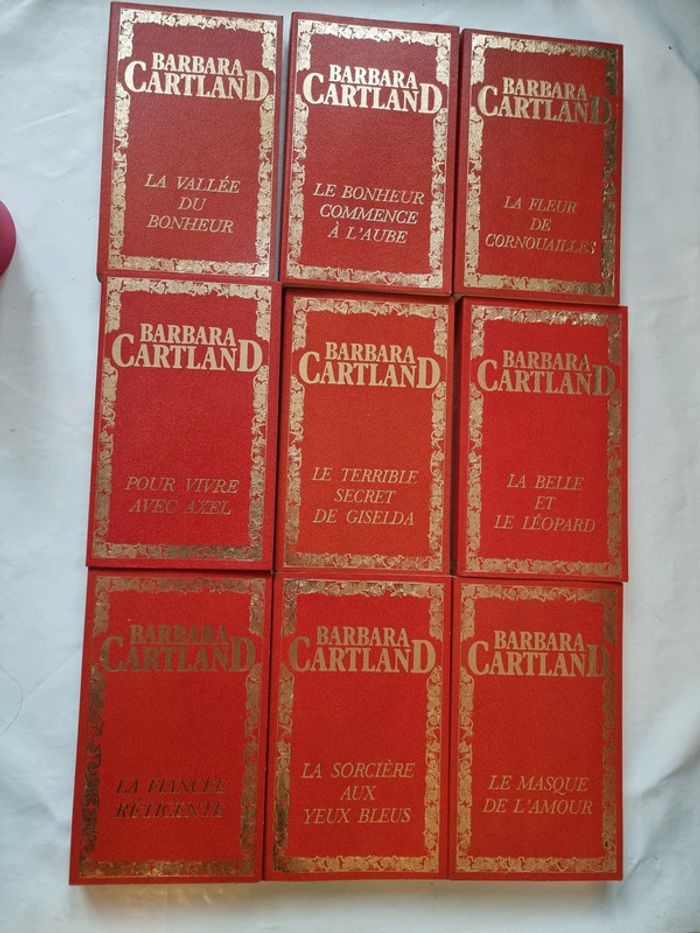 BARBARA
CARTLAND
LA VALLÉE
DU
BONHEUR
BARBARA
CARTLAND
LE BONHEUR
COMMENCE
À L'AUBE
BARBARA
CARTLAND
LA FLEUR
DE
CORNOUAILLES
BARBARA
CARTLAND
POUR VIVRE
AVEC AXEL
BARBARA
CARTLAND
LE TERRIBLE
SECRET
DE GISELDA
BARBARA
CARTLAND
LA BELLE
ET
LE LÉOPARD
BARBARA
CARTLAND
LA FIANCÉE
RÉTICENTE
BARBARA
CARTLAND
LA SORCIÈRE
AUX
YEUX BLEUS
BARBARA
CARTLAND
LE MASQUE
DE L'AMOUR